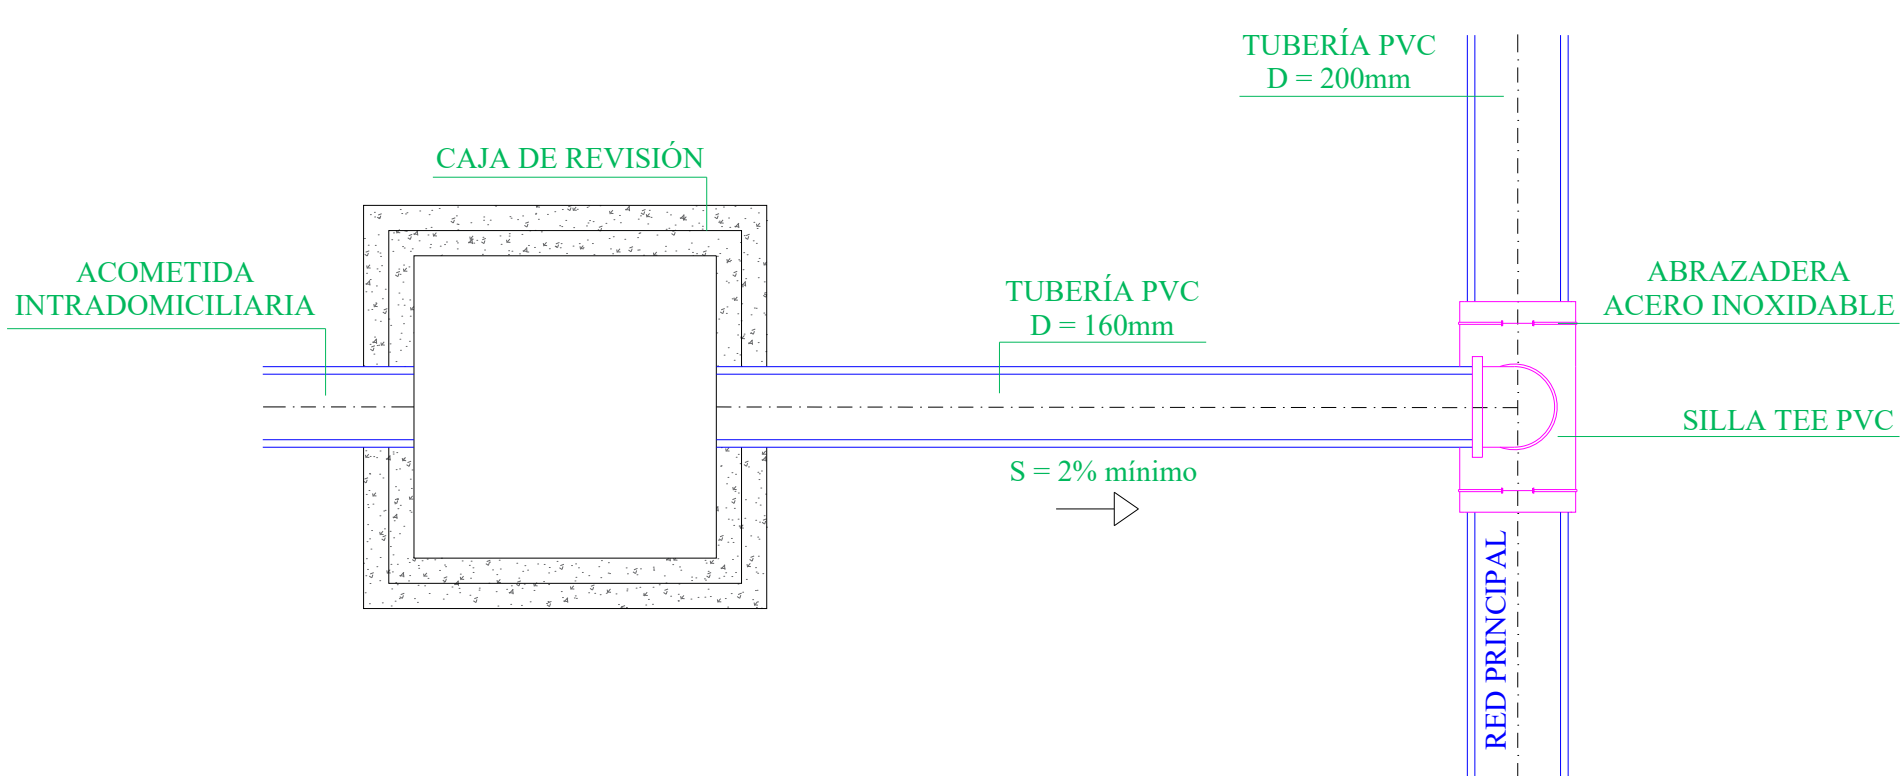 TUBERÍA PVC
D = 200mm
CAJA DE REVISIÓN
ACOMETIDA
INTRADOMICILIARIA
TUBERÍA PVC
D = 160mm
ABRAZADERA
ACERO INOXIDABLE
SILLA TEE PVC
S = 2% mínimo
RED PRINCIPAL